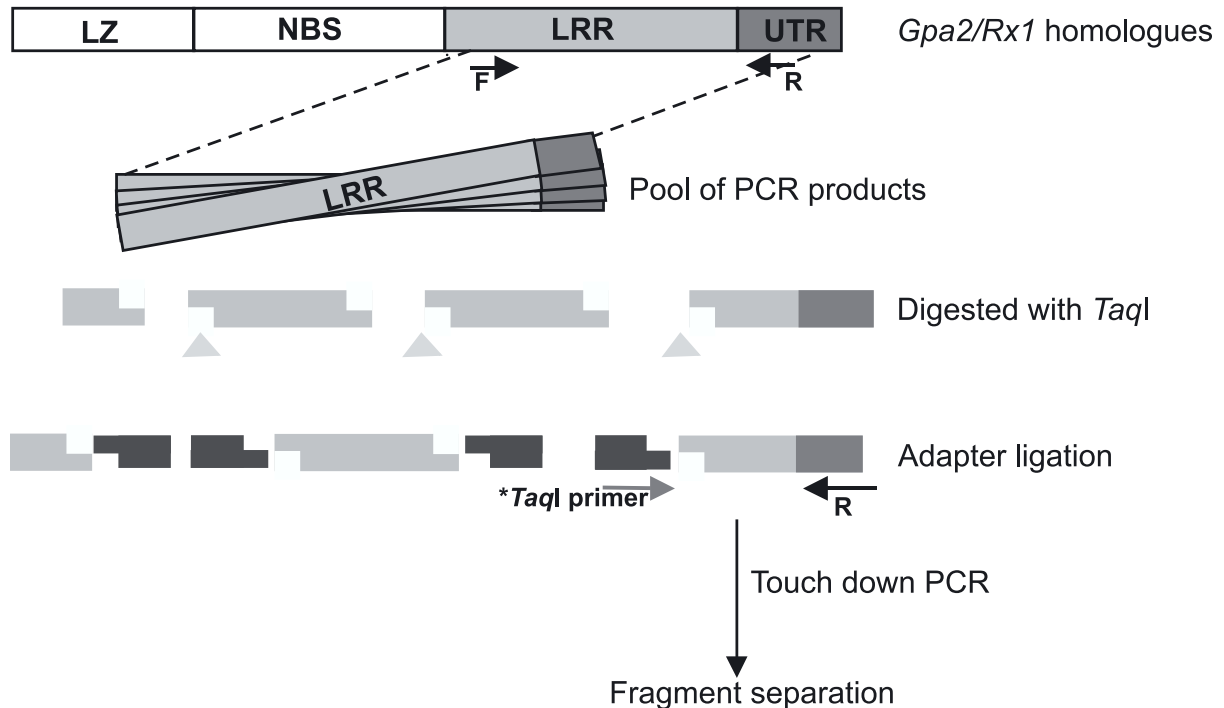 LZ NBS LRR UTR Gpa2/Rx1 homologues
F R
LRR Pool of PCR products
Digested with TaqI
Adapter ligation
*TaqI primer R
Touch down PCR
Fragment separation